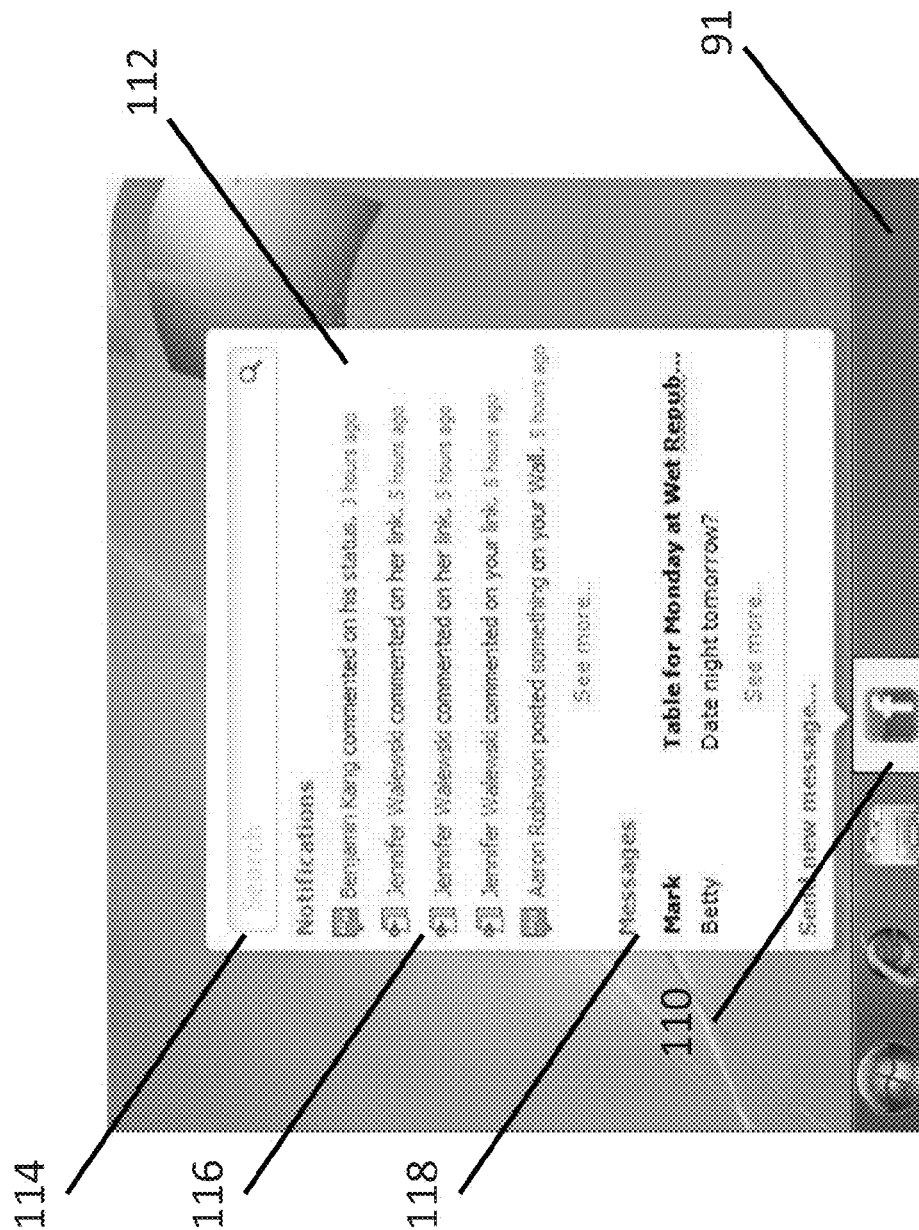 112
91
114
Search
Notifications
Benjamin Kang commented on his status. 3 hours ago
Jennifer Walewski commented on her link. 5 hours ago
116
Jennifer Walewski commented on her link. 5 hours ago
Jennifer Walewski commented on your link. 5 hours ago
Aaron Robinson posted something on your Wall. 5 hours ago
See more..
118
Messages
Mark Table for Monday at Wet Repub...
Betty Date night tomorrow?
110
See more..
Send new message...